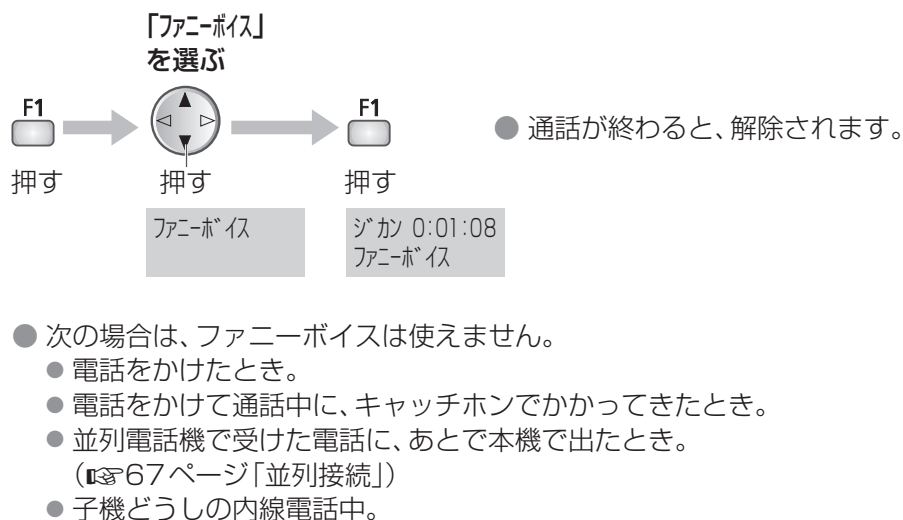 「ﾌｧﾆｰﾎﾞｲｽ」
を選ぶ
F1
F1
● 通話が終わると、解除されます。
押す
押す
押す
ﾌｧﾆｰﾎﾞｲｽ
ｼﾞｶﾝ 0:01:08
ﾌｧﾆｰﾎﾞｲｽ
● 次の場合は、ファニーボイスは使えません。
● 電話をかけたとき。
● 電話をかけて通話中に、キャッチホンでかかってきたとき。
● 並列電話機で受けた電話に、あとで本機で出たとき。
（☞67ページ「並列接続」）
● 子機どうしの内線電話中。